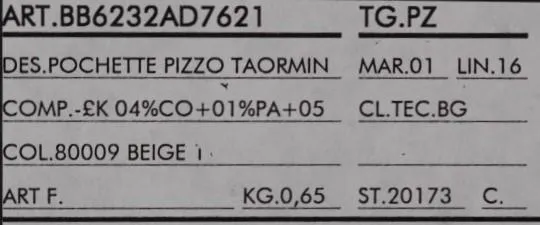 ART.BB6232AD7621 TG.PZ
DES.POCHETTE PIZZO TAORMIN MAR.01 LIN.16
COMP.-£K 04%CO+01%PA+05 CL.TEC.BG
COL.80009 BEIGE 1
ART F. KG.0,65 ST.20173 C.